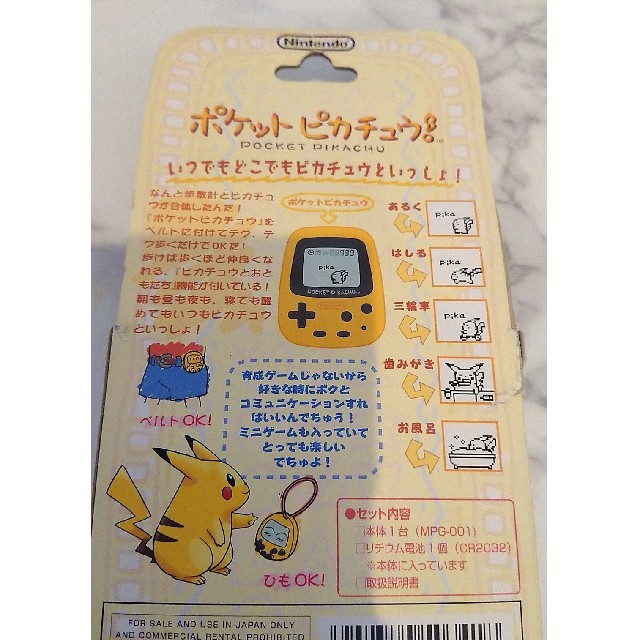 Nintendo
ポケットピカチュウ!
POCKET PIKACHU
いつでもどこでもピカチュウといっしょ!
なんと歩数計とピカチュ
ウが合体したんだ!
「ポケットピカチュウ」を
ベルトに付けてテク、テ
ク歩くだけでOKだ!
歩けば歩くほど仲良くな
れる、「ピカチュウとおと
もだち」機能が付いている!
朝も昼も夜も、寝ても醒
めてもいつもピカチュウ
といっしょ!
ポケットピカチュウ
pika
POCKET PIKACHU
あるく
pika
はしる
pika
三輪車
pika
歯みがき
お風呂
ベルトOK!
育成ゲームじゃないから
好きな時にボクと
コミュニケーションすれ
ばいいんでちゅう!
ミニゲームも入っていて
とっても楽しい
でちゅよ!
ひもOK!
●セット内容
□本体1台(MPG-001)
□リチウム電池1個(CR2032)
※本体に入っています
□取扱説明書
FOR SALE AND USE IN JAPAN ONLY
AND COMMERCIAL RENTAL PROHIBITED